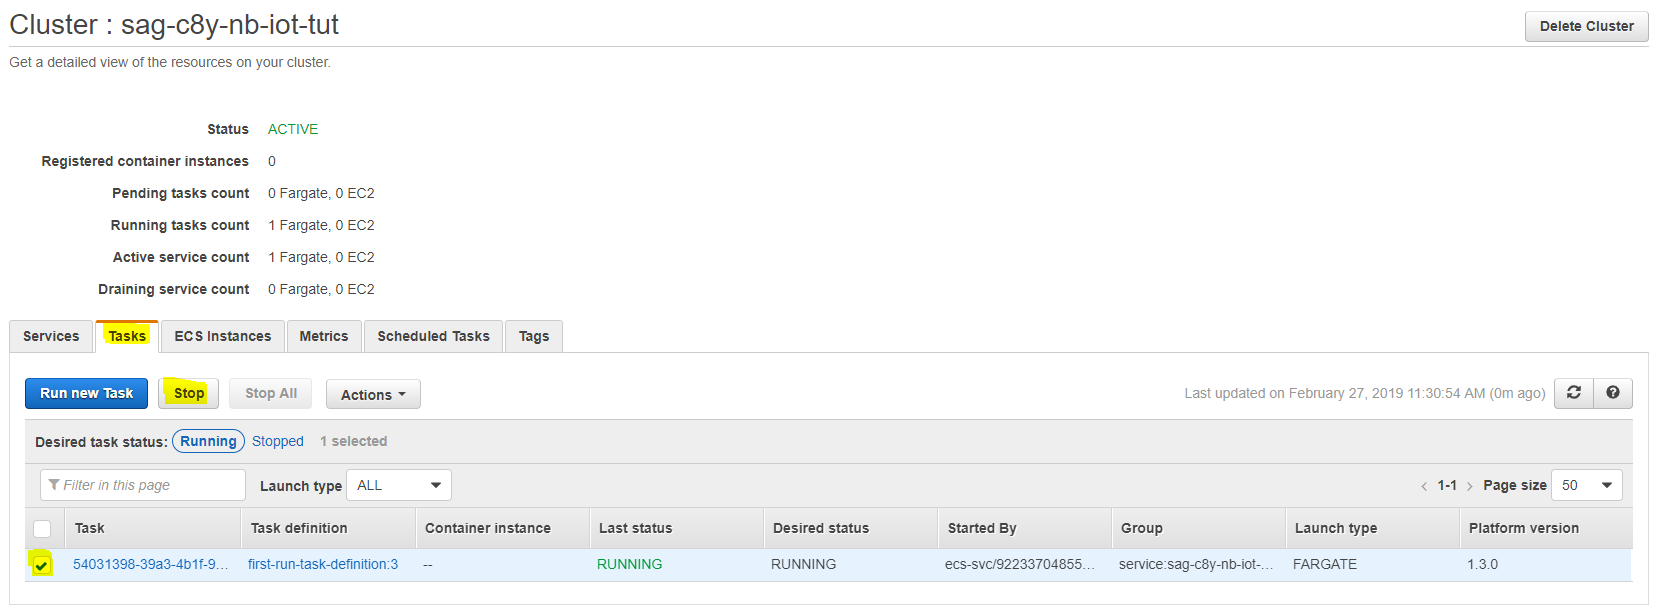 Cluster : sag-c8y-nb-iot-tut
Delete Cluster
Get a detailed view of the resources on your cluster.
Status ACTIVE
Registered container instances 0
Pending tasks count 0 Fargate, 0 EC2
Running tasks count 1 Fargate, 0 EC2
Active service count 1 Fargate, 0 EC2
Draining service count 0 Fargate, 0 EC2
Services Tasks ECS Instances Metrics Scheduled Tasks Tags
Run new Task Stop Stop All Actions Last updated on February 27, 2019 11:30:54 AM (0m ago)
Desired task status: Running Stopped 1 selected
Filter in this page Launch type ALL < 1-1 > Page size 50
Task Task definition Container instance Last status Desired status Started By Group Launch type Platform version
54031398-39a3-4b1f-9... first-run-task-definition:3 -- RUNNING RUNNING ecs-svc/92233704855... service:sag-c8y-nb-iot-... FARGATE 1.3.0